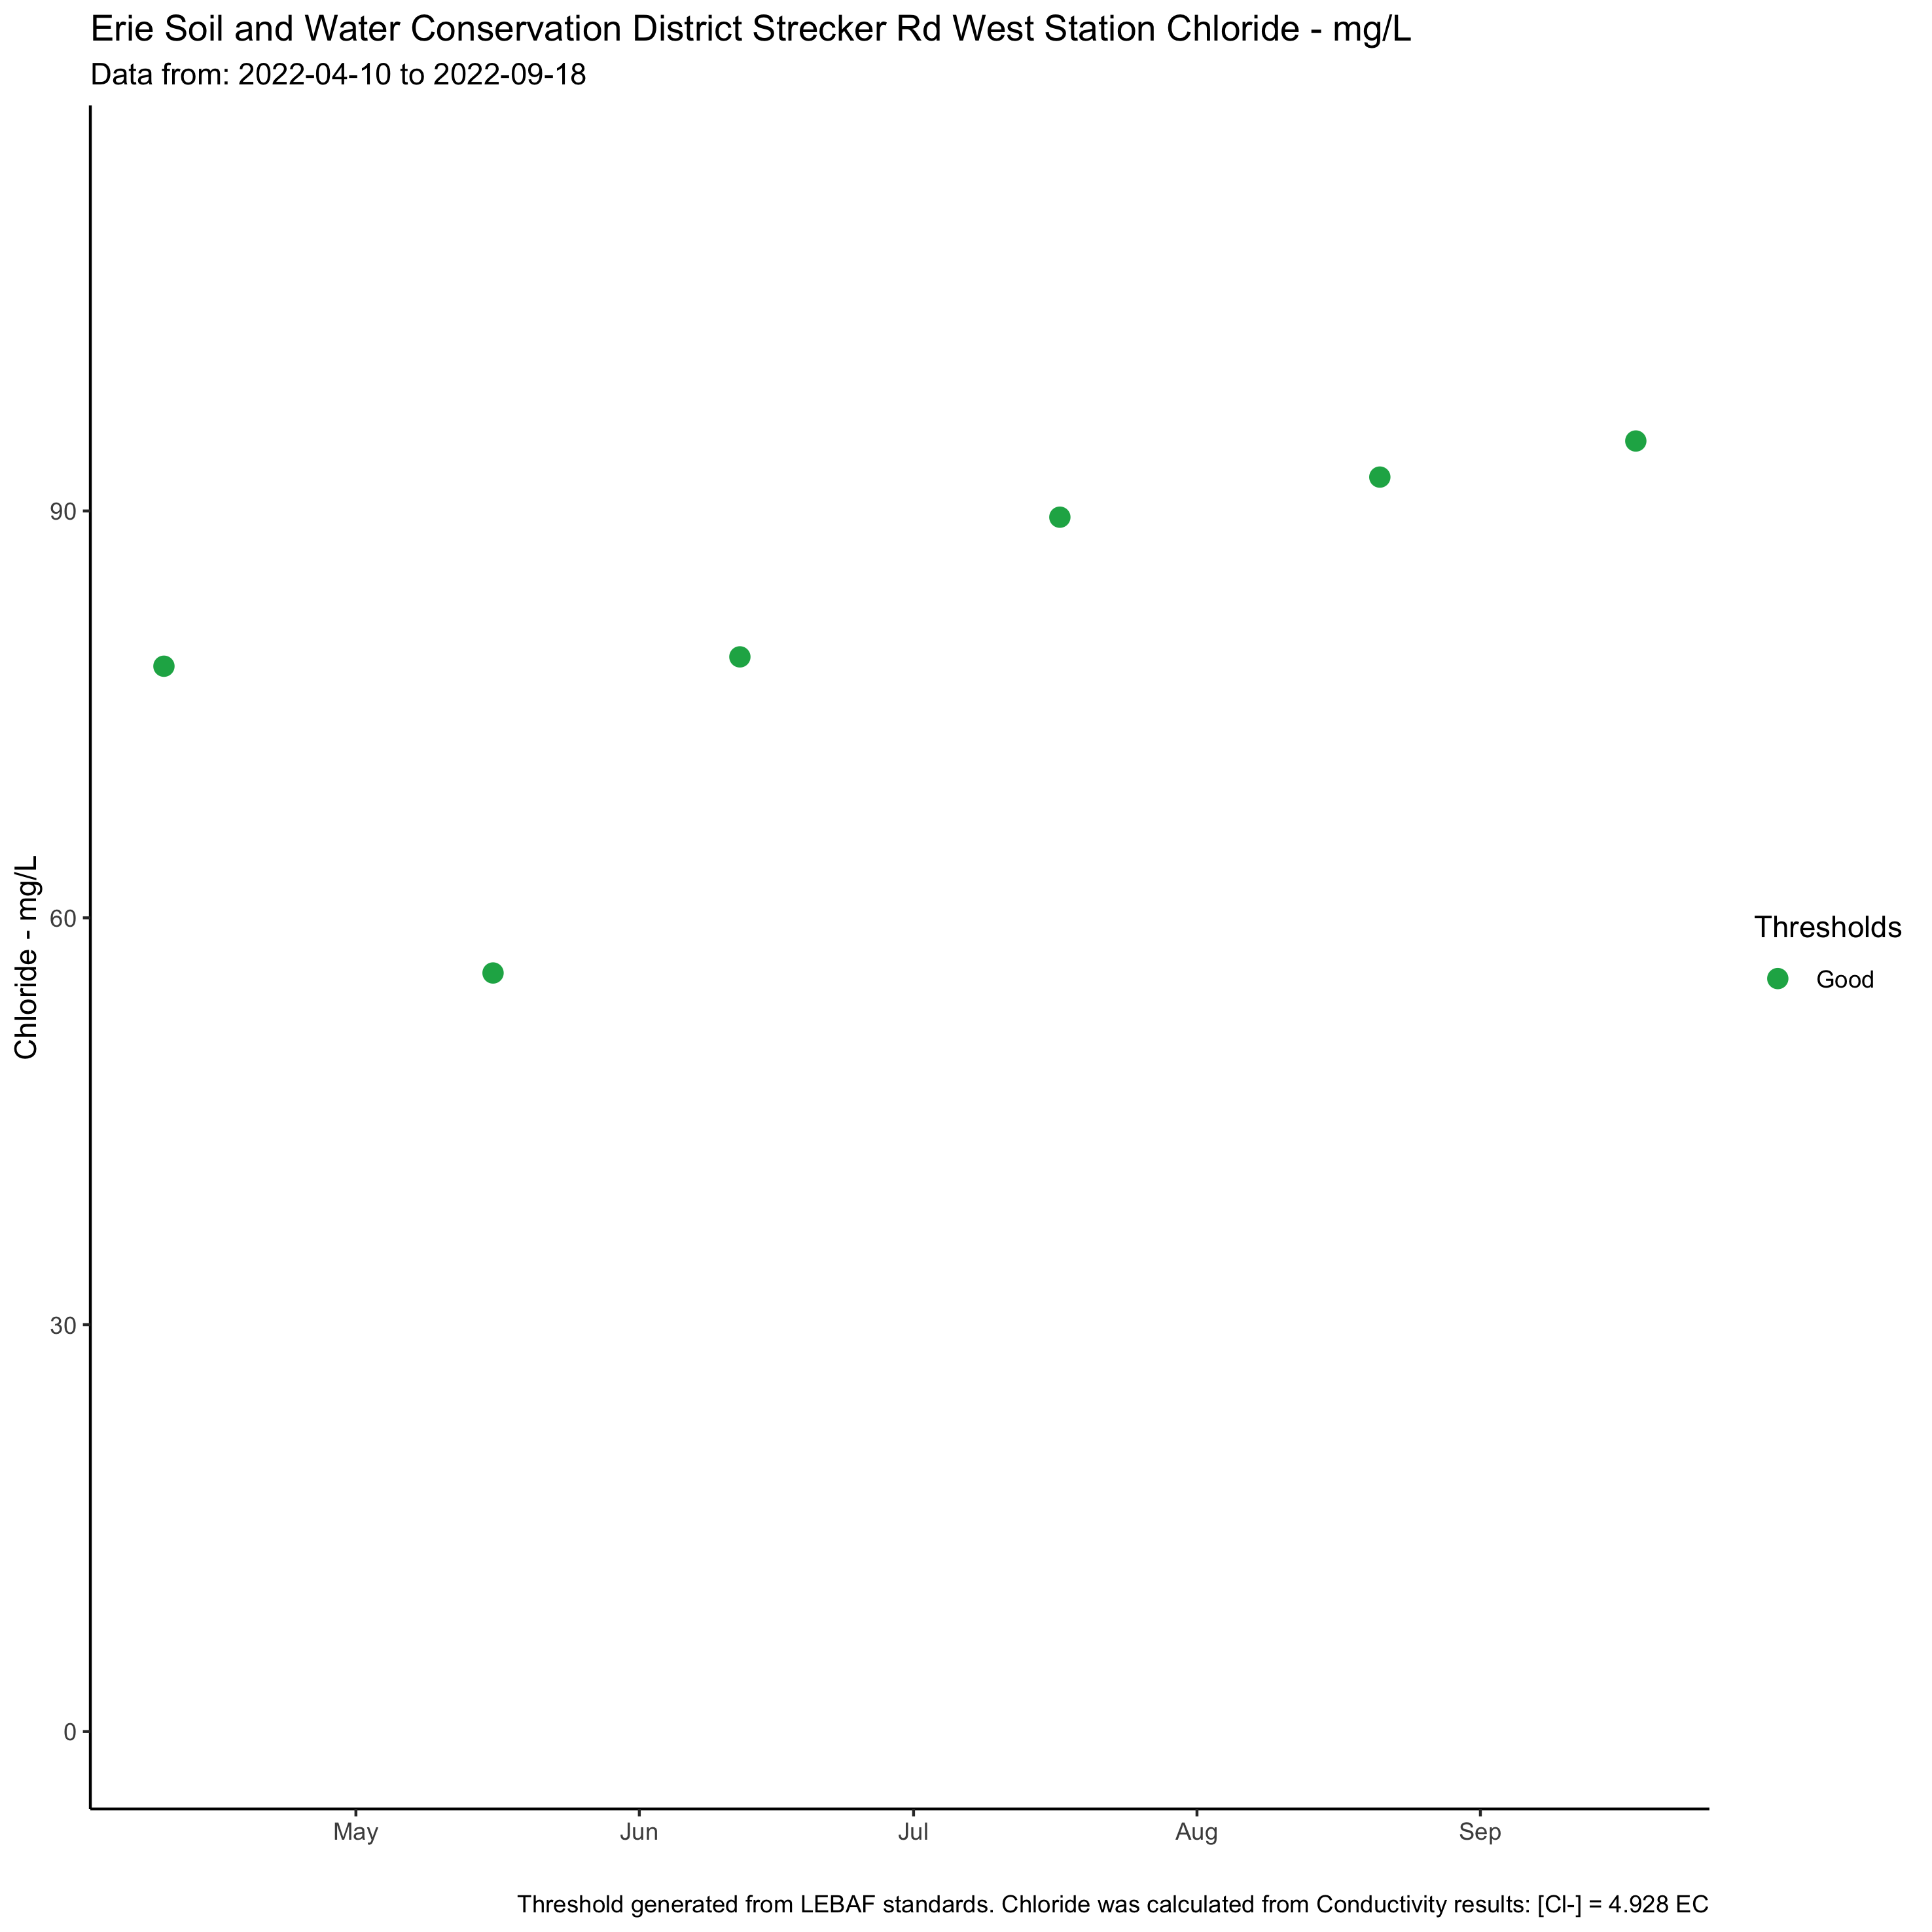 Erie Soil and Water Conservation District Strecker Rd West Station Chloride - mg/L
Data from: 2022-04-10 to 2022-09-18
Chloride - mg/L
90
60
30
0
May Jun Jul Aug Sep
Thresholds
Good
Threshold generated from LEBAF standards. Chloride was calculated from Conductivity results: [Cl-] = 4.928 EC